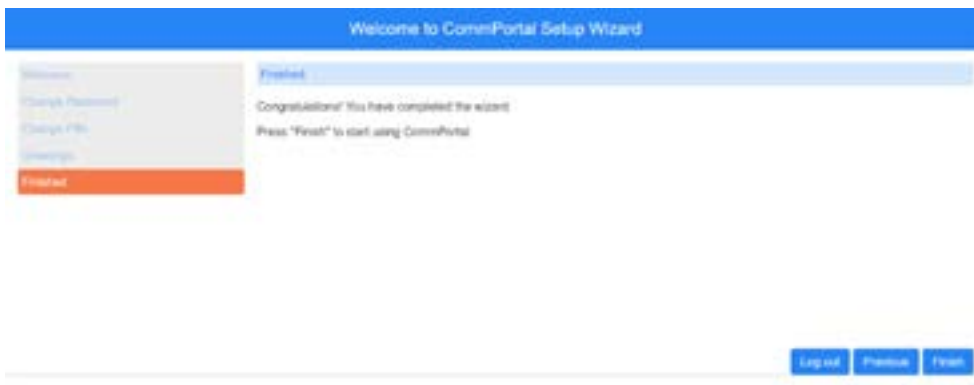 Welcome to CommPortal Setup Wizard
Welcome
Change Password
Change PIN
Greetings
Finished
Finished
Congratulations! You have completed the wizard
Press "Finish" to start using CommPortal
Log out
Previous
Finish